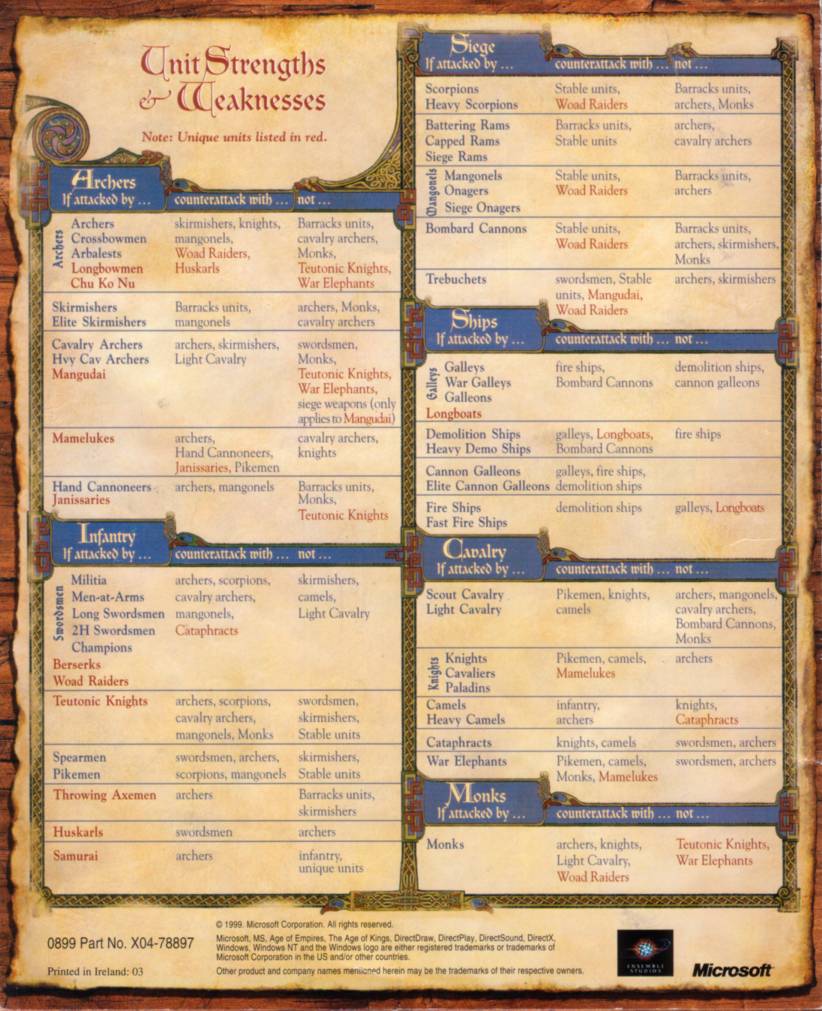 Unit Strengths
& Weaknesses
Note: Unique units listed in red.
Archers
If attacked by ... counterattack with ... not ...
Archers
Archers skirmishers, knights, Barracks units,
Crossbowmen mangonels, cavalry archers,
Arbalests Woad Raiders, Monks,
Longbowmen Huskarls Teutonic Knights,
Chu Ko Nu War Elephants
Skirmishers Barracks units, archers, Monks,
Elite Skirmishers mangonels cavalry archers
Cavalry Archers archers, skirmishers, swordsmen,
Hvy Cav Archers Light Cavalry Monks,
Mangudai Teutonic Knights,
War Elephants,
siege weapons (only
applies to Mangudai)
Mamelukes archers, cavalry archers,
Hand Cannoneers, knights
Janissaries, Pikemen
Hand Cannoneers archers, mangonels Barracks units,
Janissaries Monks,
Teutonic Knights
Infantry
If attacked by ... counterattack with ... not ...
Swordsmen
Militia archers, scorpions, skirmishers,
Men-at-Arms cavalry archers, camels,
Long Swordsmen mangonels, Light Cavalry
2H Swordsmen Cataphracts
Champions
Berserks
Woad Raiders
Teutonic Knights archers, scorpions, swordsmen,
cavalry archers, skirmishers,
mangonels, Monks Stable units
Spearmen swordsmen, archers, skirmishers,
Pikemen scorpions, mangonels Stable units
Throwing Axemen archers Barracks units,
skirmishers
Huskarls swordsmen archers
Samurai archers infantry,
unique units
Siege
If attacked by ... counterattack with ... not ...
Scorpions Stable units, Barracks units,
Heavy Scorpions Woad Raiders archers, Monks
Battering Rams Barracks units, archers,
Capped Rams Stable units cavalry archers
Siege Rams
Mangonels
Mangonels Stable units, Barracks units,
Onagers Woad Raiders archers
Siege Onagers
Bombard Cannons Stable units, Barracks units,
Woad Raiders archers, skirmishers,
Monks
Trebuchets swordsmen, Stable archers, skirmishers
units, Mangudai,
Woad Raiders
Ships
If attacked by ... counterattack with ... not ...
Galleys
Galleys fire ships, demolition ships,
War Galleys Bombard Cannons cannon galleons
Galleons
Longboats
Demolition Ships galleys, Longboats, fire ships
Heavy Demo Ships Bombard Cannons
Cannon Galleons galleys, fire ships,
Elite Cannon Galleons demolition ships
Fire Ships demolition ships galleys, Longboats
Fast Fire Ships
Cavalry
If attacked by ... counterattack with ... not ...
Scout Cavalry Pikemen, knights, archers, mangonels,
Light Cavalry camels cavalry archers,
Bombard Cannons,
Monks
Knights
Knights Pikemen, camels, archers
Cavaliers Mamelukes
Paladins
Camels infantry, knights,
Heavy Camels archers Cataphracts
Cataphracts knights, camels swordsmen, archers
War Elephants Pikemen, camels, swordsmen, archers
Monks, Mamelukes
Monks
If attacked by ... counterattack with ... not ...
Monks archers, knights, Teutonic Knights,
Light Cavalry, War Elephants
Woad Raiders
0899 Part No. X04-78897
Printed in Ireland: 03
© 1999. Microsoft Corporation. All rights reserved.
Microsoft, MS, Age of Empires, The Age of Kings, DirectDraw, DirectPlay, DirectSound, DirectX,
Windows, Windows NT and the Windows logo are either registered trademarks or trademarks of
Microsoft Corporation in the US and/or other countries.
Other product and company names mentioned herein may be the trademarks of their respective owners.
ENSEMBLE
STUDIOS
Microsoft